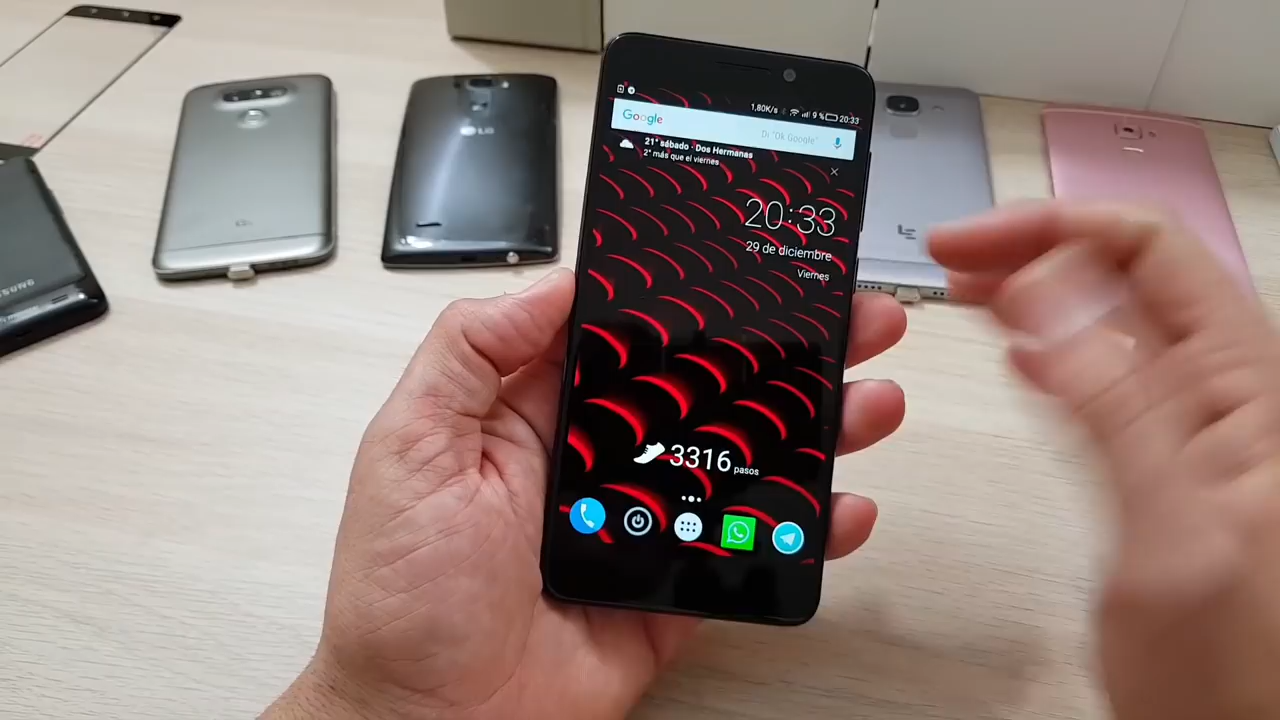 1,80K/s 9% 20:33
Google
Di "Ok Google"
21° sábado · Dos Hermanas
2° más que el viernes
20:33
29 de diciembre
Viernes
3316 pasos
LG